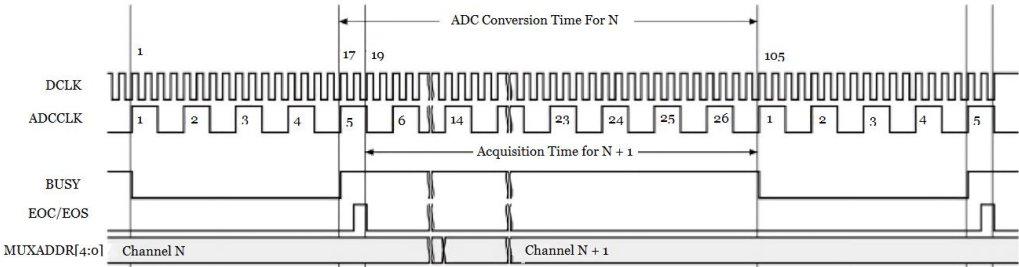 ADC Conversion Time For N
1
17
19
105
DCLK
ADCCLK
1 2 3 4 5 6 14 23 24 25 26 1 2 3 4 5
Acquisition Time for N + 1
BUSY
EOC/EOS
MUXADDR[4:0] Channel N Channel N + 1